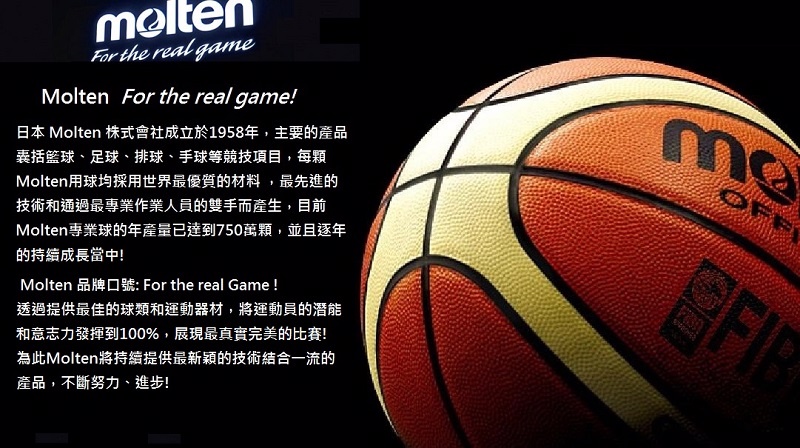 molten
For the real game
Molten For the real game!
日本 Molten 株式會社成立於1958年，主要的產品
囊括籃球、足球、排球、手球等競技項目，每顆
Molten用球均採用世界最優質的材料 ，最先進的
技術和通過最專業作業人員的雙手而產生，目前
Molten專業球的年產量已達到750萬顆，並且逐年
的持續成長當中!
Molten 品牌口號: For the real Game !
透過提供最佳的球類和運動器材，將運動員的潛能
和意志力發揮到100%，展現最真實完美的比賽!
為此Molten將持續提供最新穎的技術結合一流的
產品，不斷努力、進步!
mo
OFFI
FIB